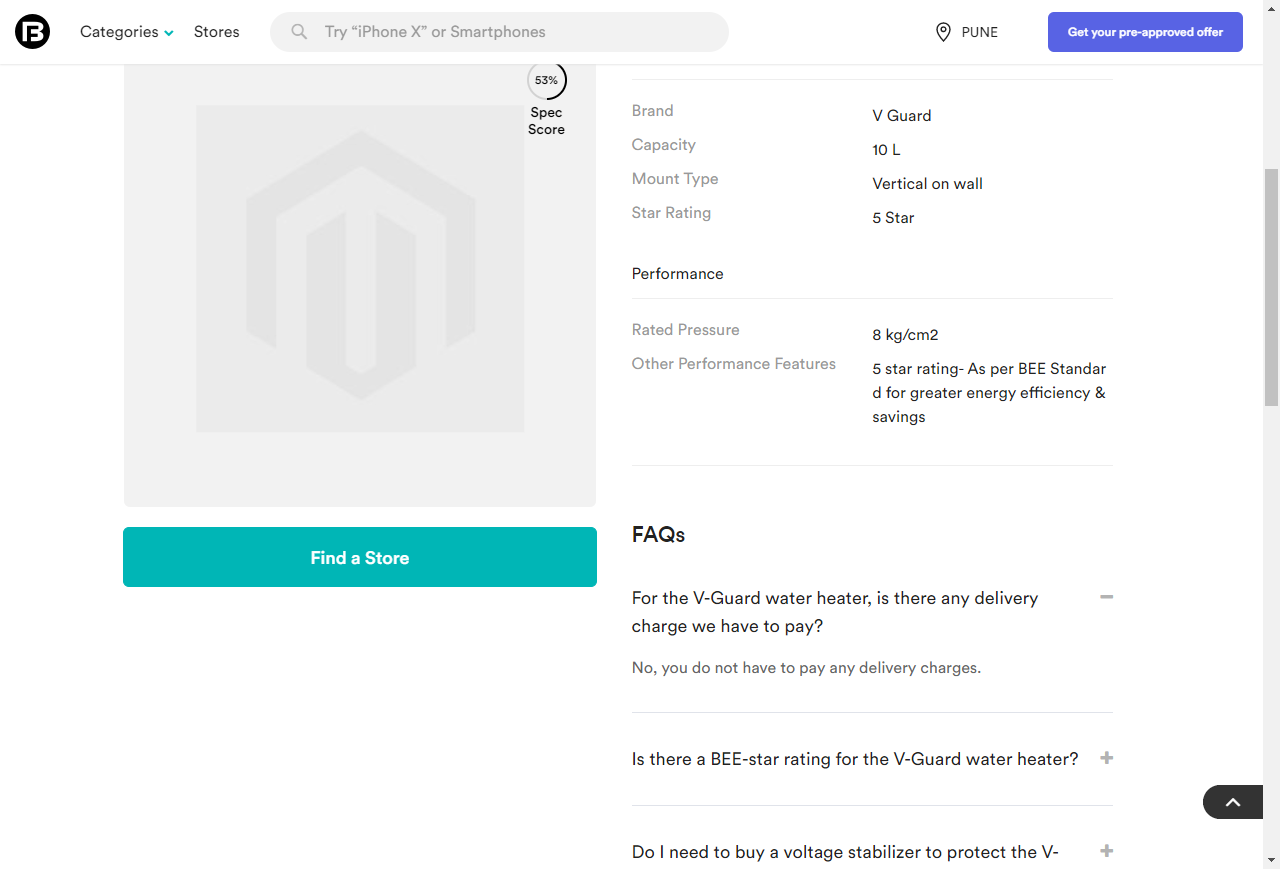 Categories
Stores
Try “iPhone X” or Smartphones
PUNE
Get your pre-approved offer
53%
Spec
Score
Brand
V Guard
Capacity
10 L
Mount Type
Vertical on wall
Star Rating
5 Star
Performance
Rated Pressure
8 kg/cm2
Other Performance Features
5 star rating- As per BEE Standar
d for greater energy efficiency &
savings
Find a Store
FAQs
For the V-Guard water heater, is there any delivery
charge we have to pay?
No, you do not have to pay any delivery charges.
Is there a BEE-star rating for the V-Guard water heater?
Do I need to buy a voltage stabilizer to protect the V-